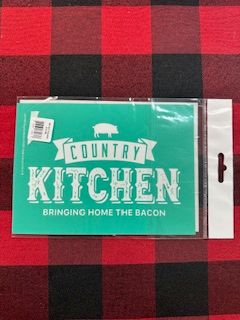 COUNTRY
KITCHEN
BRINGING HOME THE BACON